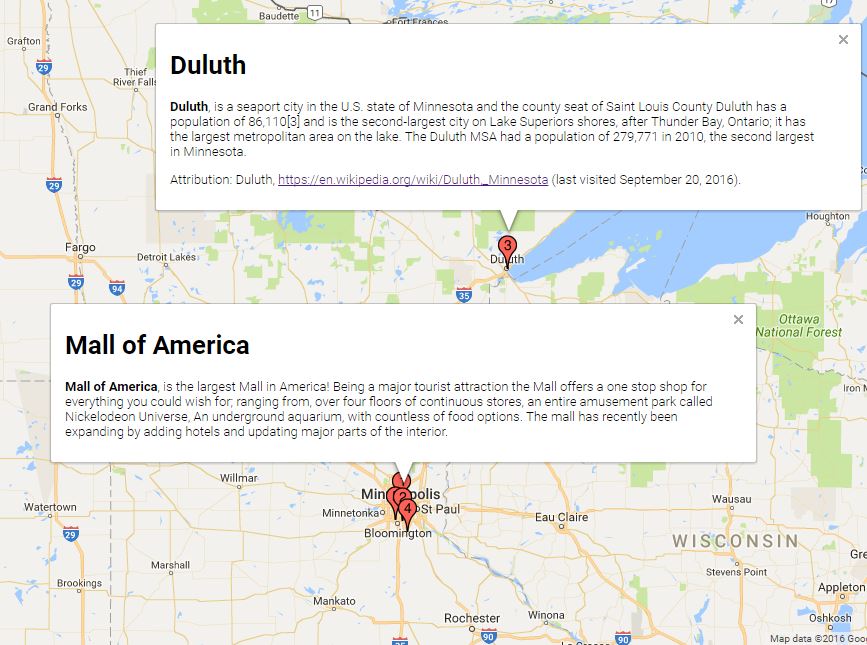 Baudette
11
Fort Frances
17
Grafton
29
Thief
River Falls
Grand Forks
Duluth
Duluth, is a seaport city in the U.S. state of Minnesota and the county seat of Saint Louis County Duluth has a
population of 86,110[3] and is the second-largest city on Lake Superiors shores, after Thunder Bay, Ontario; it has
the largest metropolitan area on the lake. The Duluth MSA had a population of 279,771 in 2010, the second largest
in Minnesota.
Attribution: Duluth, https://en.wikipedia.org/wiki/Duluth,_Minnesota (last visited September 20, 2016).
29
Houghton
Fargo
Detroit Lakes
3
Duluth
29
94
35
Mall of America
Mall of America, is the largest Mall in America! Being a major tourist attraction the Mall offers a one stop shop for
everything you could wish for; ranging from, over four floors of continuous stores, an entire amusement park called
Nickelodeon Universe, An underground aquarium, with countless of food options. The mall has recently been
expanding by adding hotels and updating major parts of the interior.
Ottawa
National Forest
Iron M
Willmar
2
4
St Paul
Minnetonka
Bloomington
Watertown
29
Eau Claire
Wausau
WISCONSIN
Marshall
Stevens Point
Gre
Brookings
Mankato
Appleton
Rochester
Winona
Oshkosh
35
90
90
La Crosse
Map data ©2016 Goo